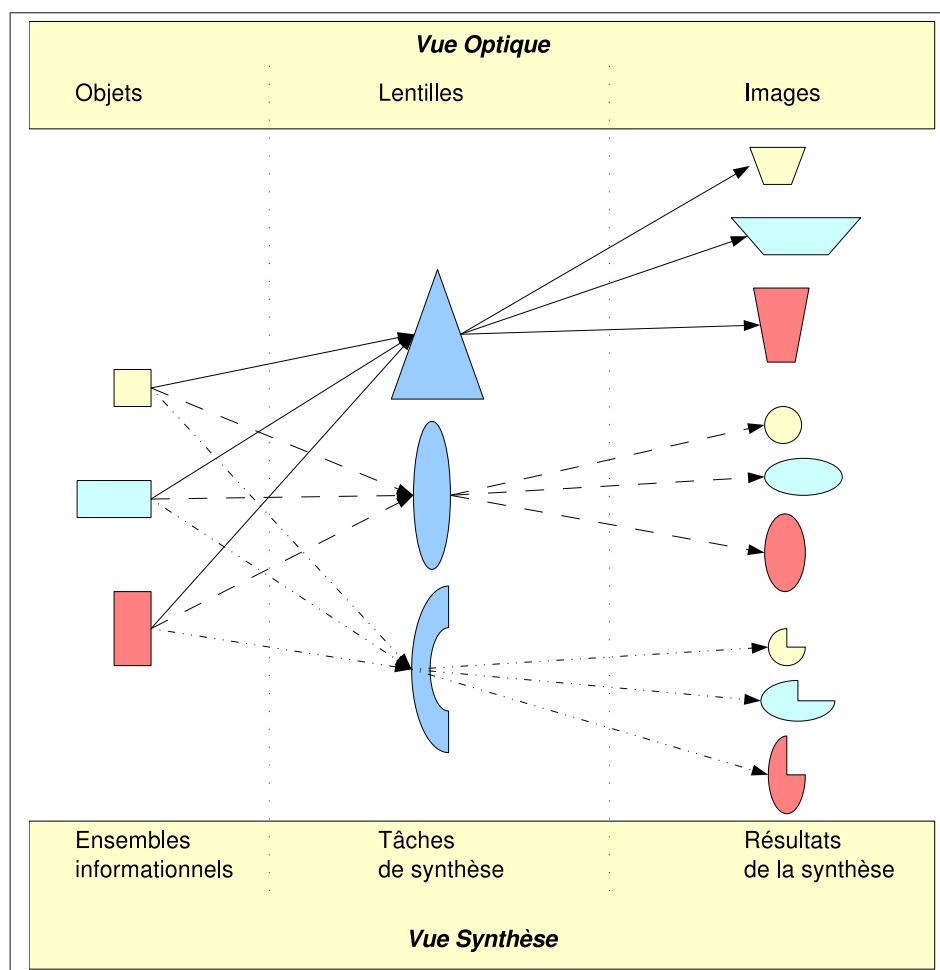 Vue Optique
Objets
Lentilles
Images
Ensembles
informationnels
Tâches
de synthèse
Résultats
de la synthèse
Vue Synthèse